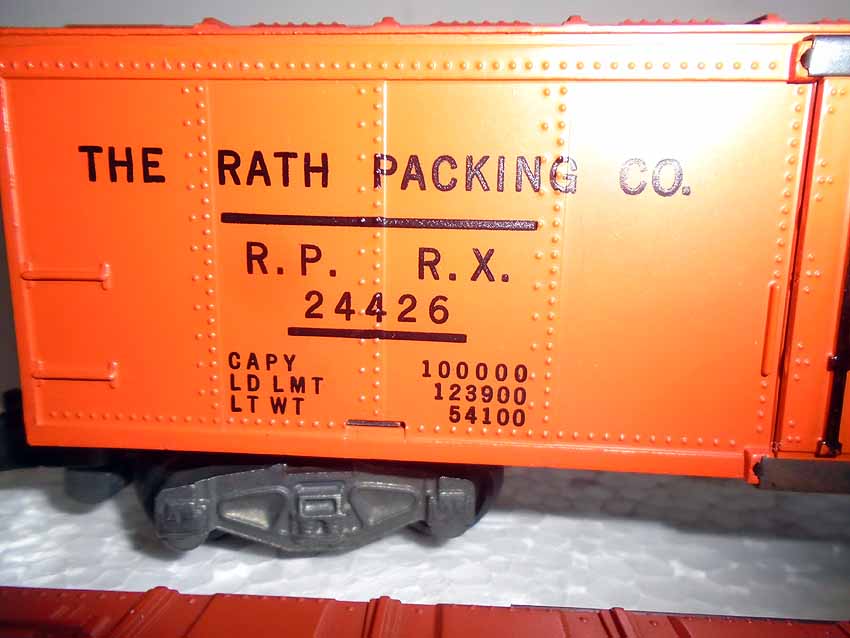 THE RATH PACKING CO.
R. P. R. X.
24426
CAPY 100000
LD LMT 123900
LT WT 54100